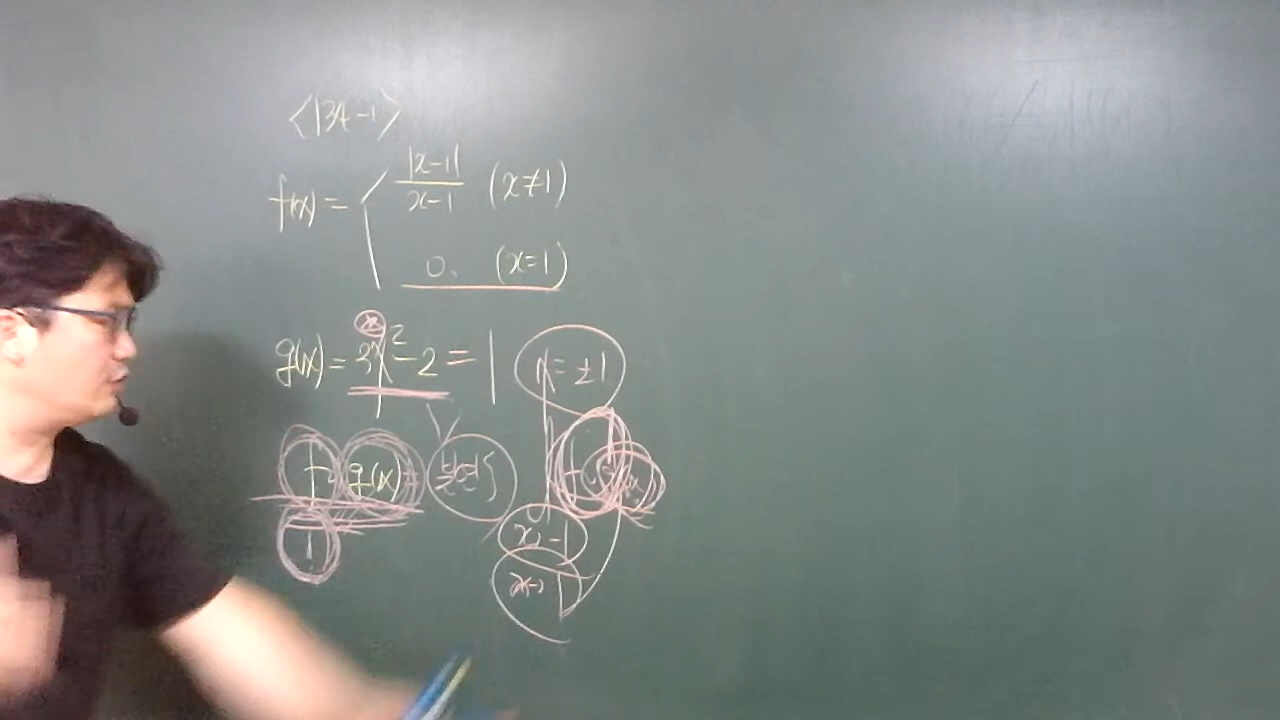 <134-1>
f(x) = { |x-1| / x-1 (x≠1)
0. (x=1)
g(x) = 3x²-2 = 1 x = ±1
f g(x) 불연속
1 x → -1
x → 1